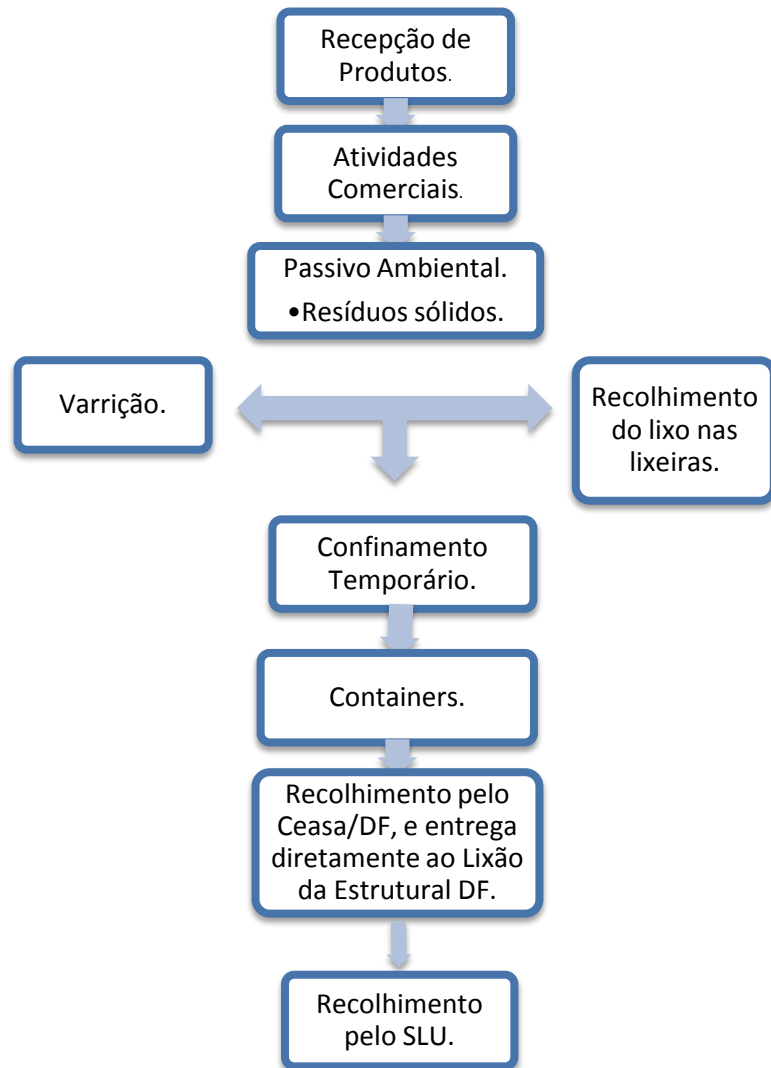 Recepção de
Produtos.
Atividades
Comerciais.
Passivo Ambiental.
•Resíduos sólidos.
Varrição.
Recolhimento
do lixo nas
lixeiras.
Confinamento
Temporário.
Containers.
Recolhimento pelo
Ceasa/DF, e entrega
diretamente ao Lixão
da Estrutural DF.
Recolhimento
pelo SLU.